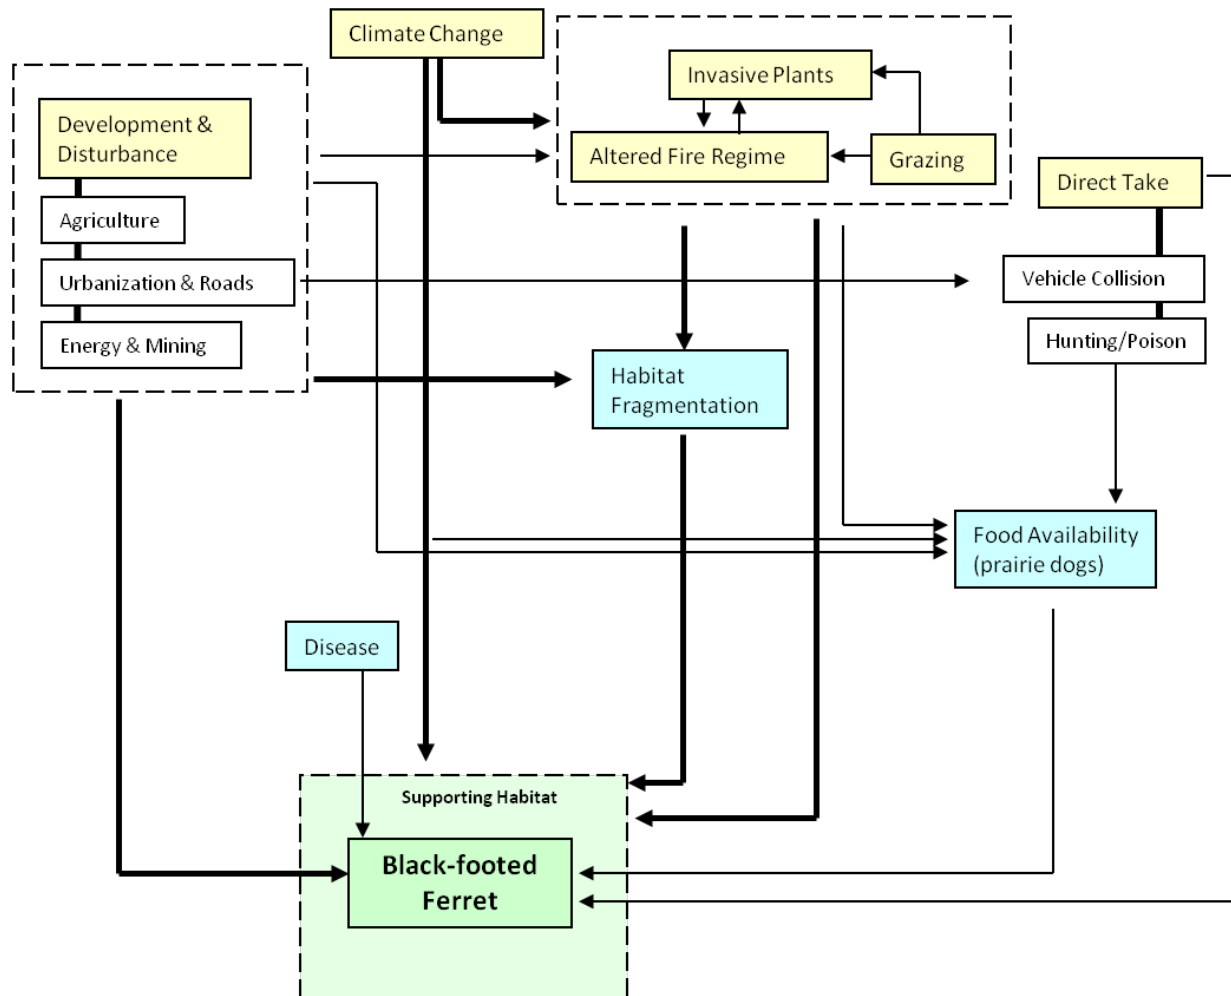 Climate Change
Invasive Plants
Development &
Disturbance
Altered Fire Regime
Grazing
Direct Take
Agriculture
Urbanization & Roads
Vehicle Collision
Energy & Mining
Hunting/Poison
Habitat
Fragmentation
Food Availability
(prairie dogs)
Disease
Supporting Habitat
Black-footed
Ferret